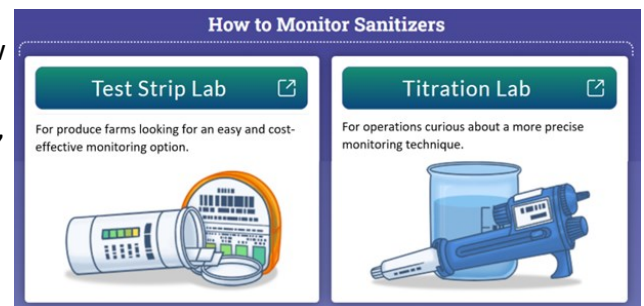 How to Monitor Sanitizers
Test Strip Lab
For produce farms looking for an easy and cost-
effective monitoring option.
Titration Lab
For operations curious about a more precise
monitoring technique.